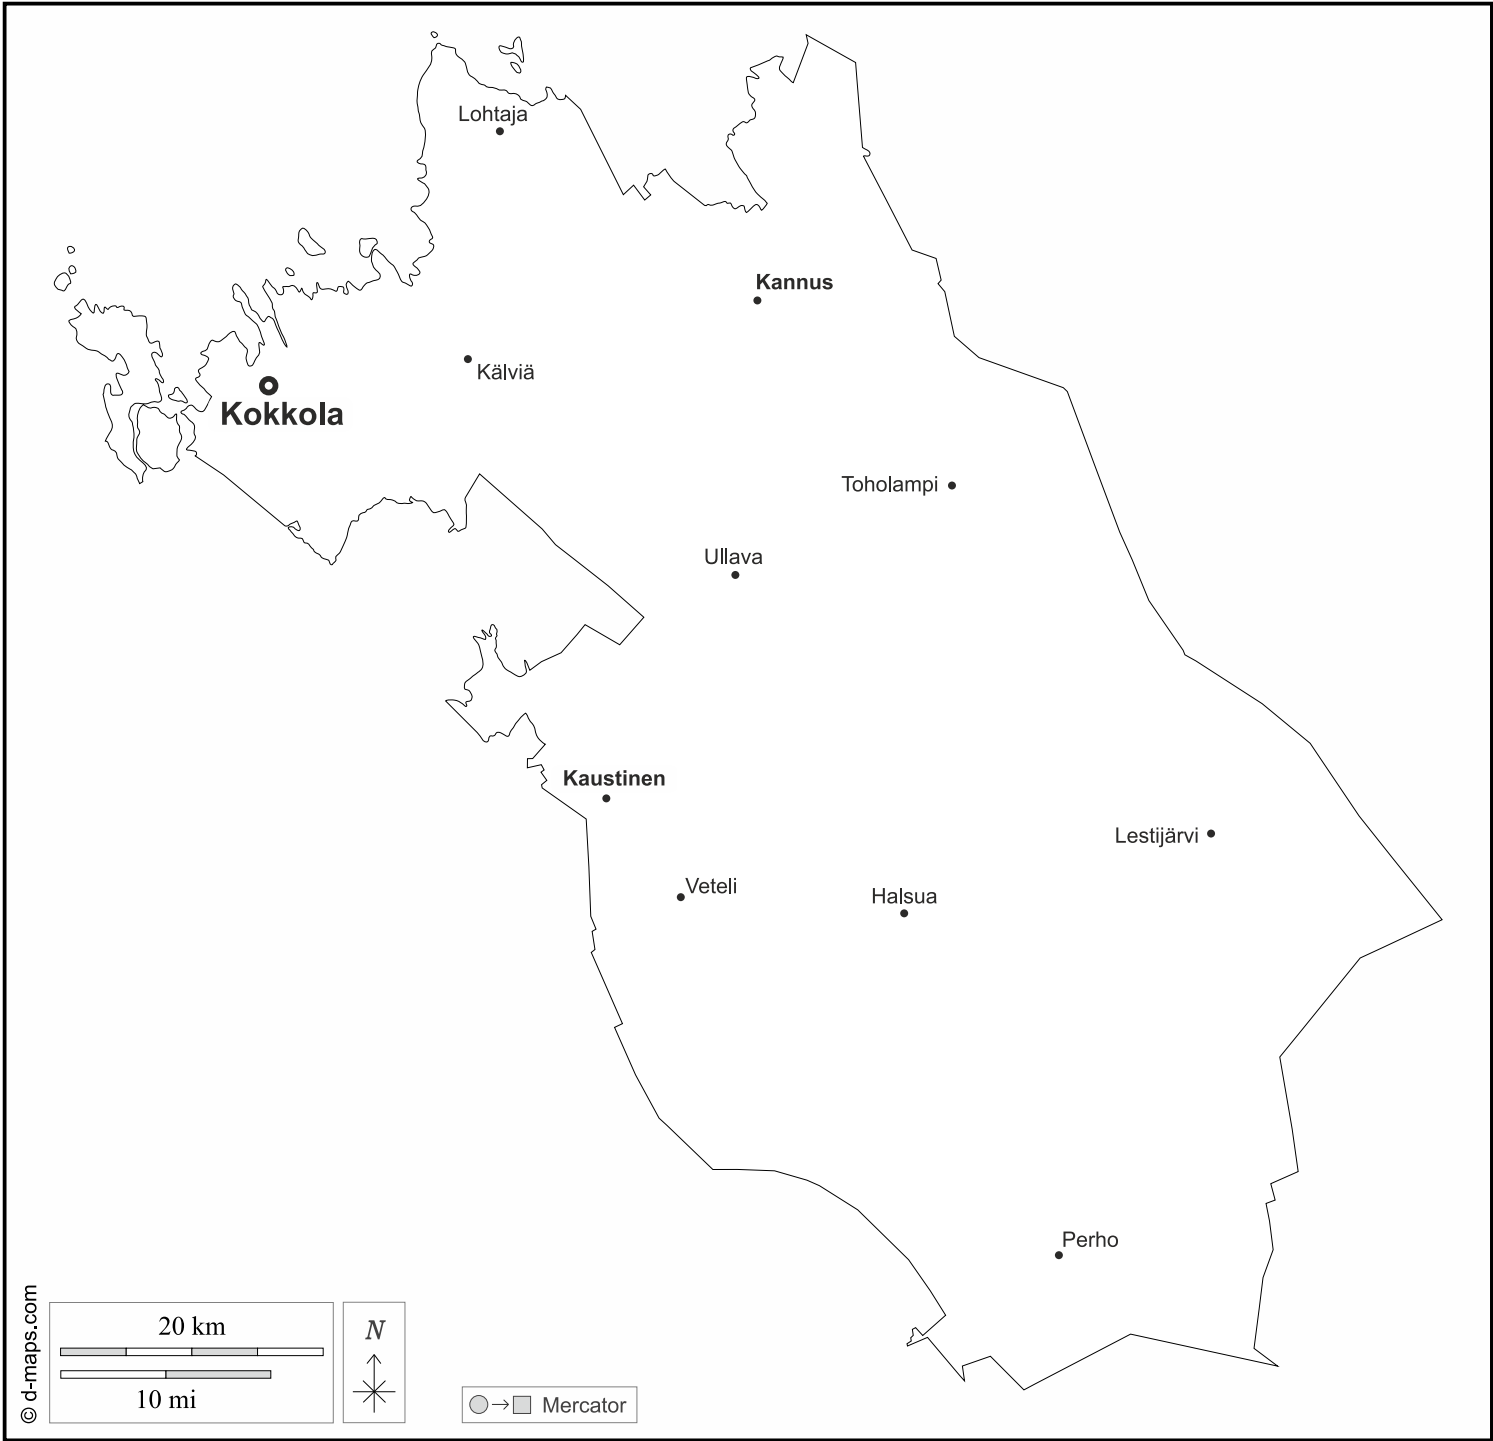 Lohtaja
Kannus
Kälviä
Kokkola
Toholampi
Ullava
Kaustinen
Lestijärvi
Veteli
Halsua
Perho
© d-maps.com
20 km
10 mi
N
Mercator